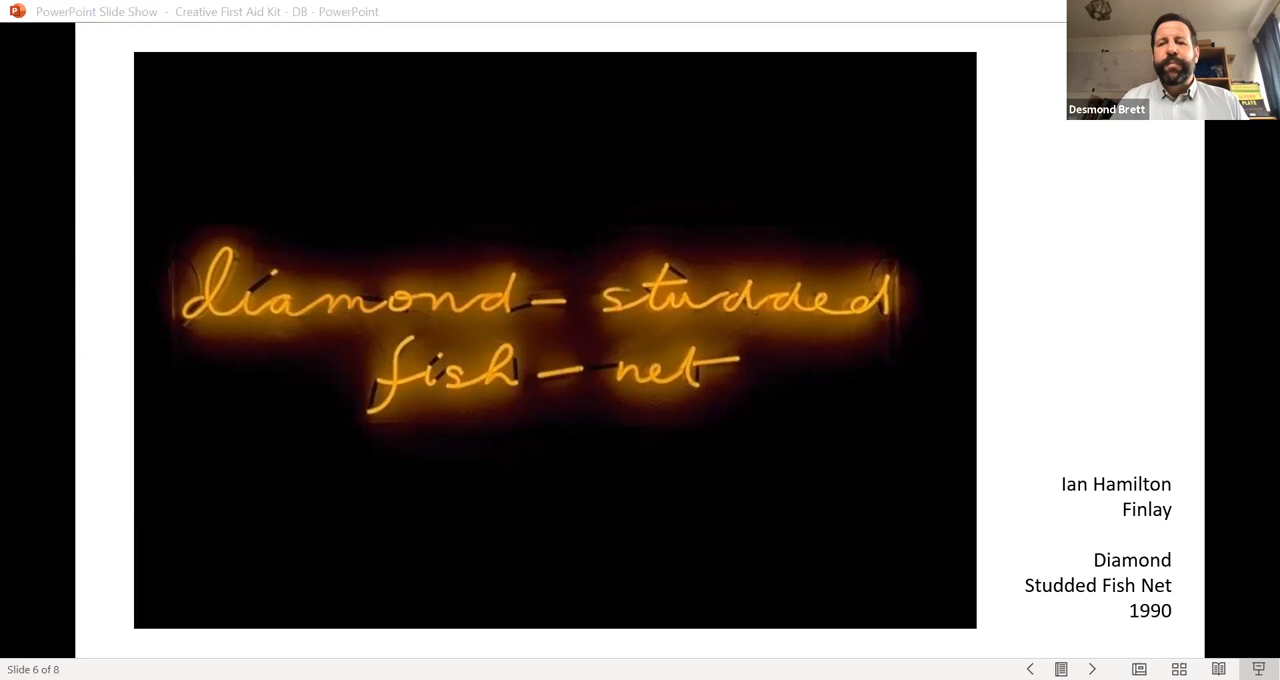 PowerPoint Slide Show - Creative First Aid Kit - DB - PowerPoint
Desmond Brett
diamond - studded
fish - net
Ian Hamilton
Finlay
Diamond
Studded Fish Net
1990
Slide 6 of 8